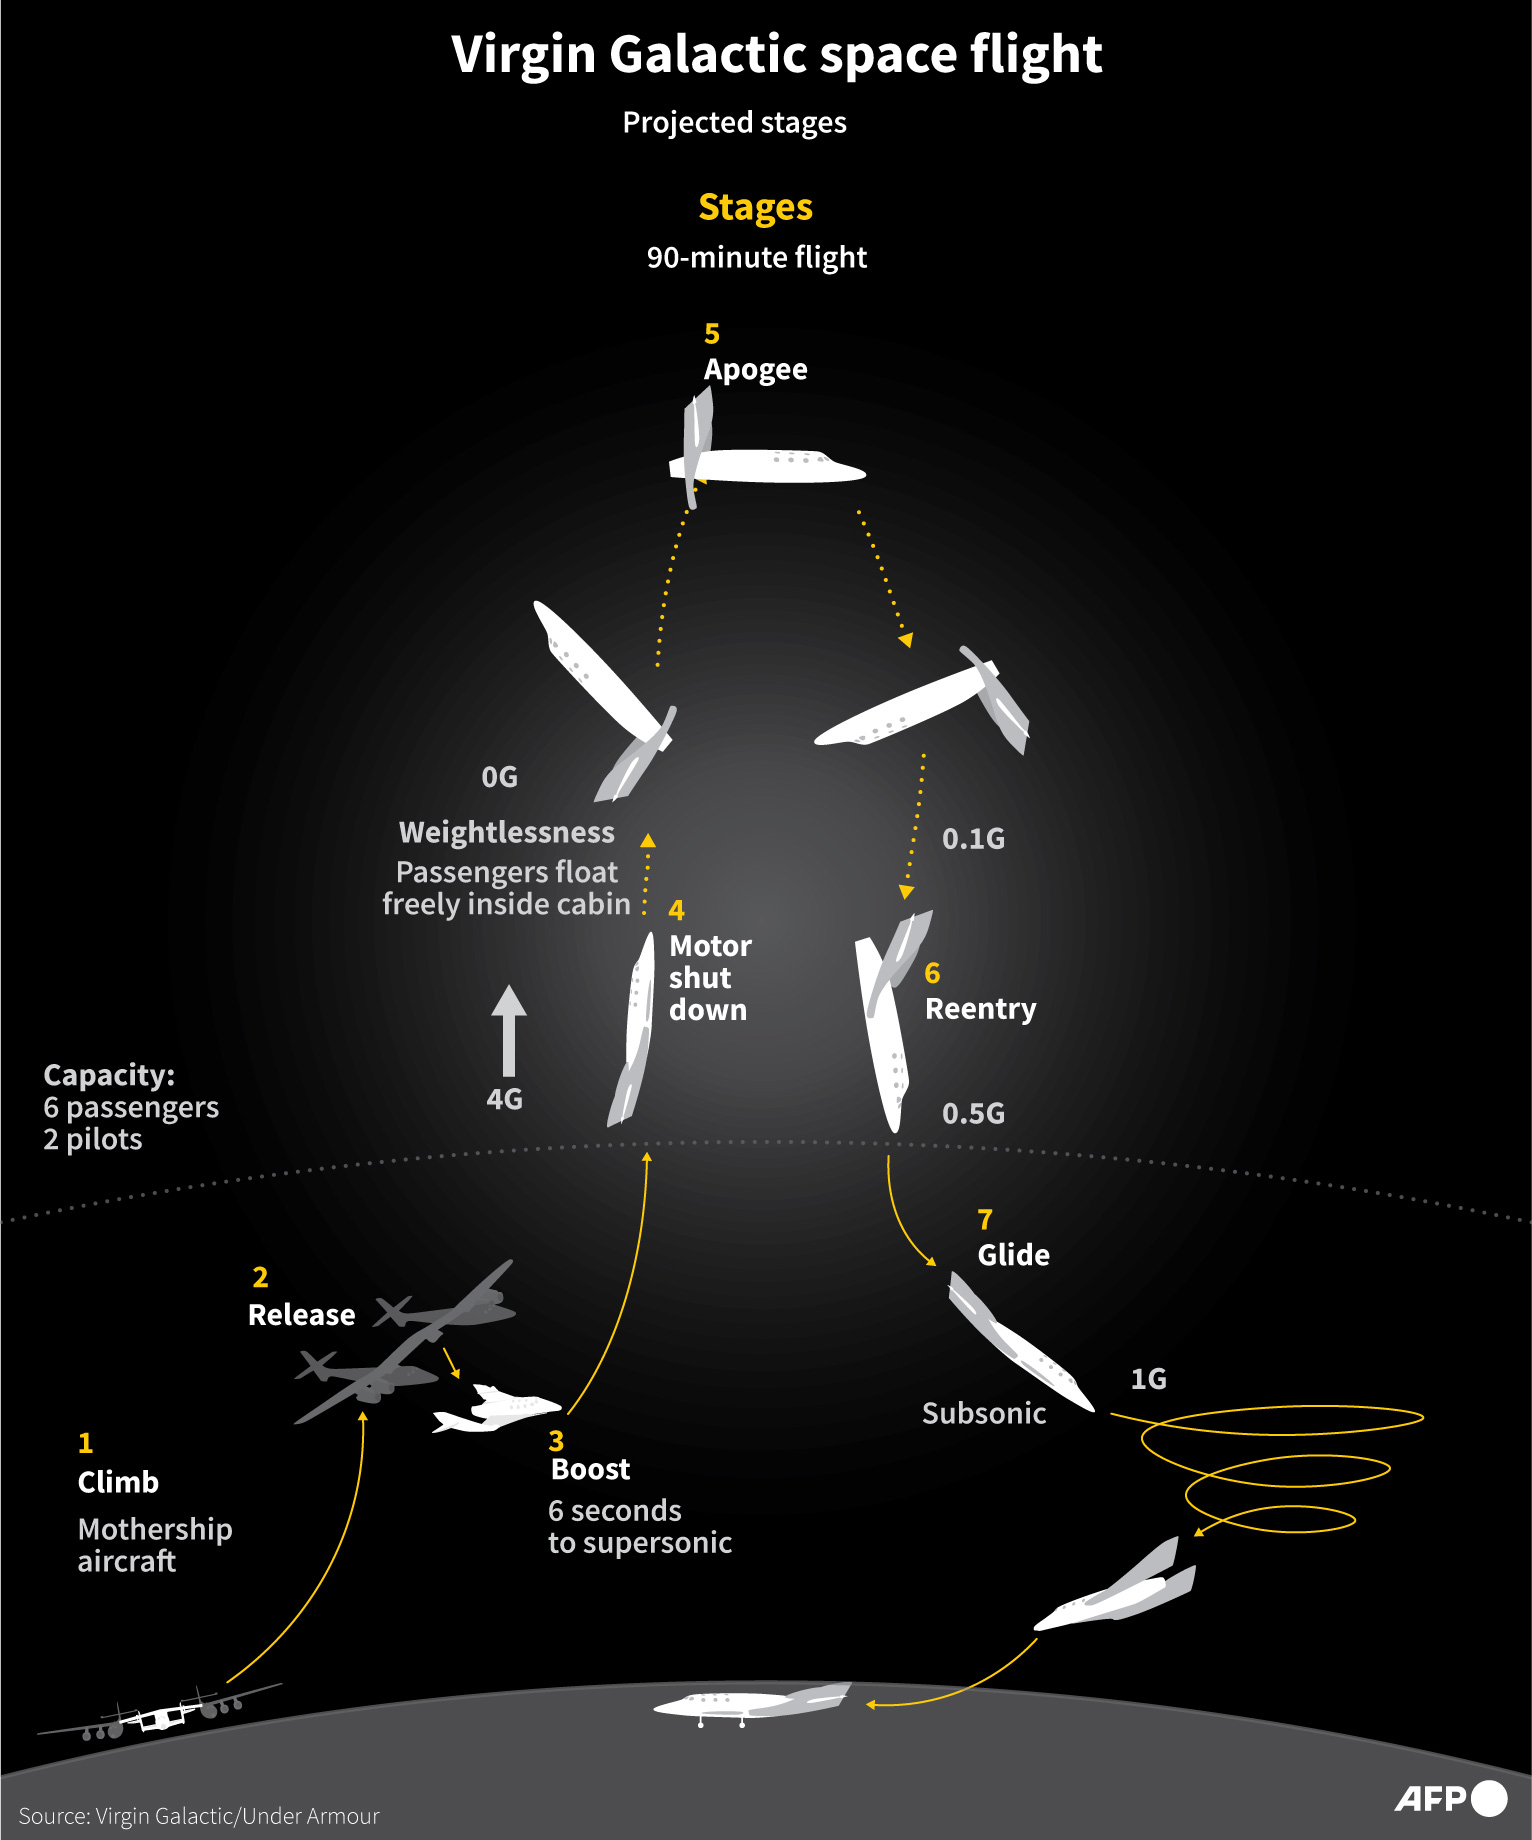 Virgin Galactic space flight
Projected stages
Stages
90-minute flight
5
Apogee
0G
Weightlessness
Passengers float
freely inside cabin
0.1G
4
Motor
shut
down
6
Reentry
4G
0.5G
Capacity:
6 passengers
2 pilots
7
Glide
2
Release
1G
Subsonic
1
Climb
Mothership
aircraft
3
Boost
6 seconds
to supersonic
Source: Virgin Galactic/Under Armour
AFP